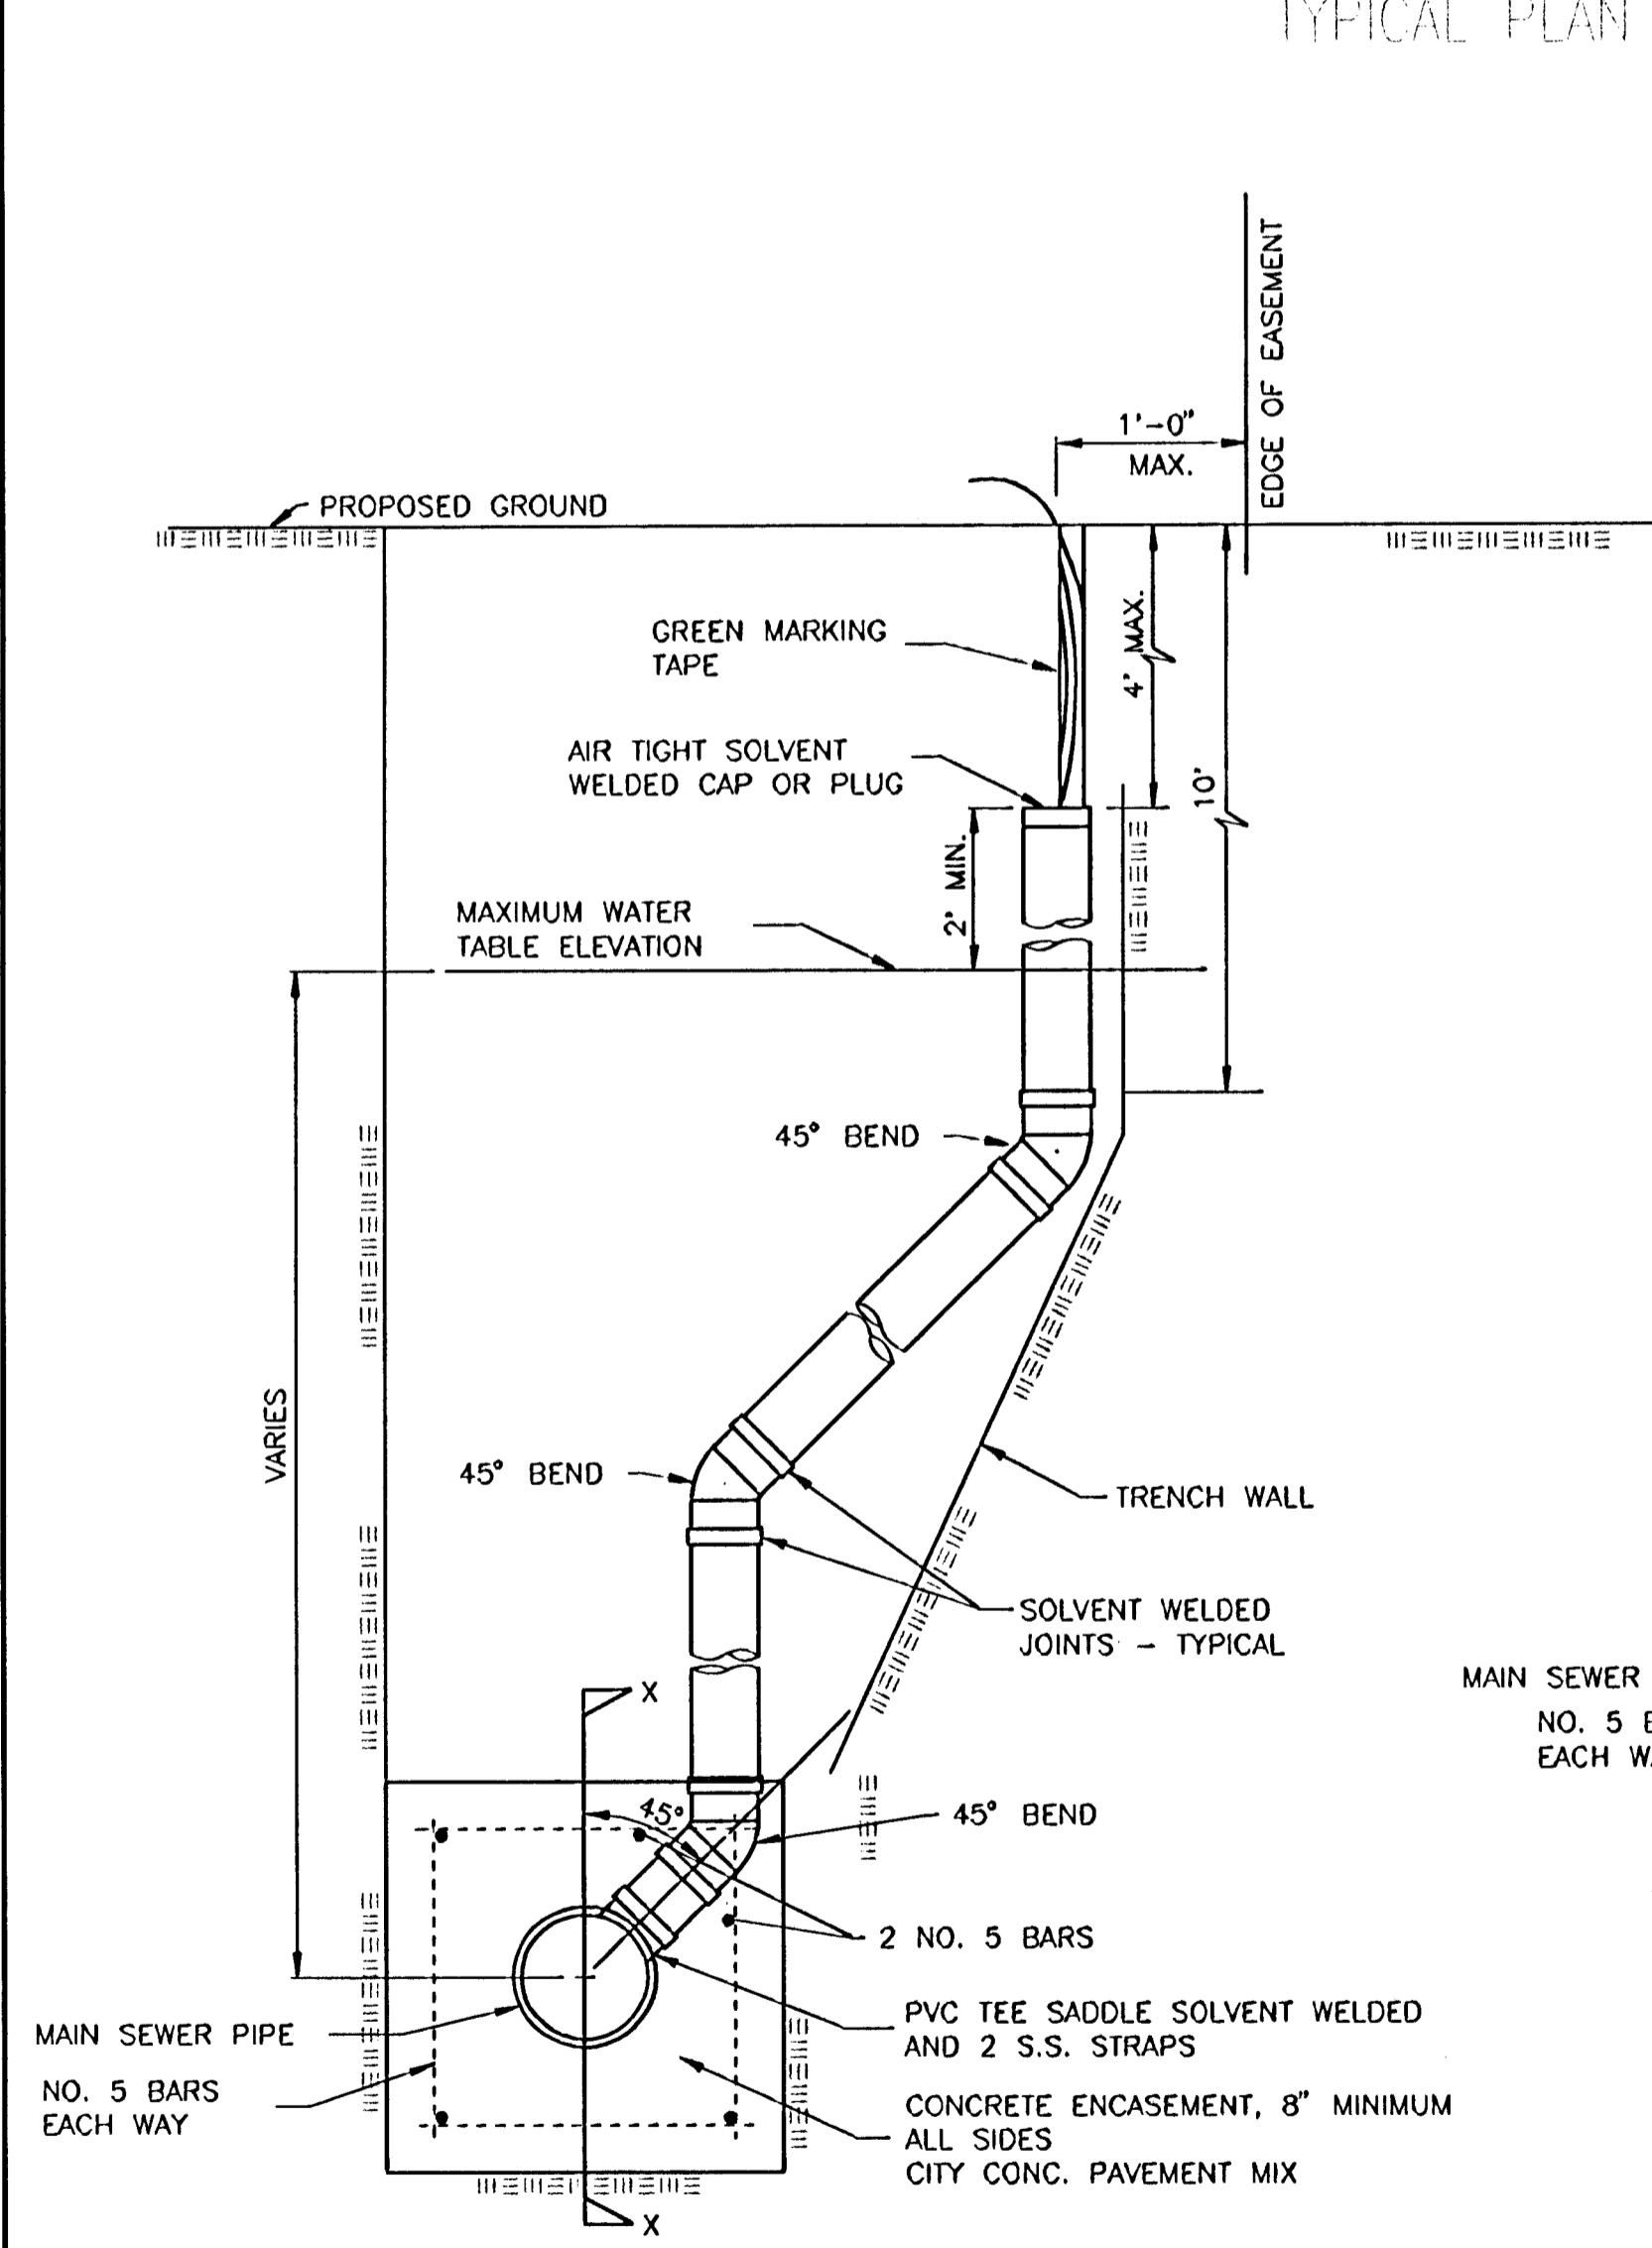 TYPICAL PLAN
EDGE OF EASEMENT
1'-0"
MAX.
PROPOSED GROUND
GREEN MARKING
TAPE
4' MAX.
AIR TIGHT SOLVENT
WELDED CAP OR PLUG
10'
2' MIN.
MAXIMUM WATER
TABLE ELEVATION
45° BEND
VARIES
45° BEND
TRENCH WALL
SOLVENT WELDED
JOINTS - TYPICAL
MAIN SEWER
NO. 5
EACH
X
45°
45° BEND
2 NO. 5 BARS
PVC TEE SADDLE SOLVENT WELDED
AND 2 S.S. STRAPS
MAIN SEWER PIPE
NO. 5 BARS
EACH WAY
CONCRETE ENCASEMENT, 8" MINIMUM
ALL SIDES
CITY CONC. PAVEMENT MIX
X